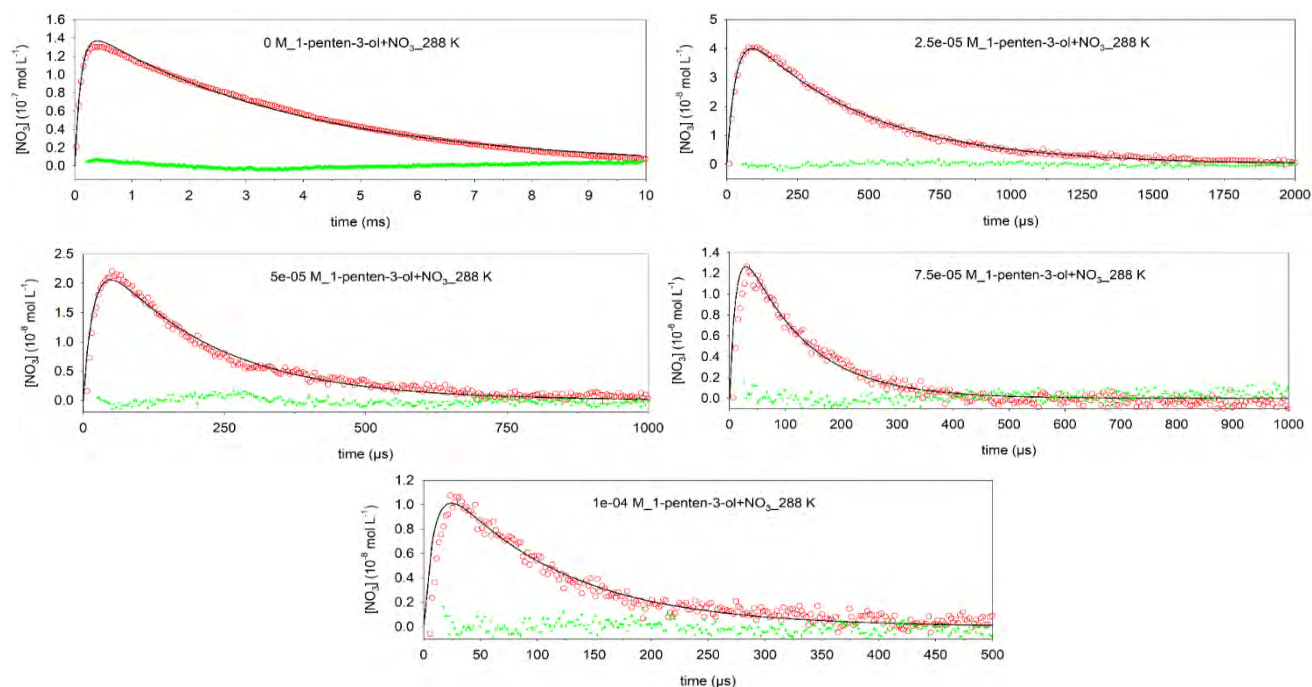 0 M_1-penten-3-ol+NO₃_288 K
[NO₃] (10⁻⁷ mol L⁻¹)
1.6
1.4
1.2
1.0
0.8
0.6
0.4
0.2
0.0
0 1 2 3 4 5 6 7 8 9 10
time (ms)
2.5e-05 M_1-penten-3-ol+NO₃_288 K
[NO₃] (10⁻⁸ mol L⁻¹)
5
4
3
2
1
0
0 250 500 750 1000 1250 1500 1750 2000
time (µs)
5e-05 M_1-penten-3-ol+NO₃_288 K
[NO₃] (10⁻⁸ mol L⁻¹)
2.5
2.0
1.5
1.0
0.5
0.0
0 250 500 750 1000
time (µs)
7.5e-05 M_1-penten-3-ol+NO₃_288 K
[NO₃] (10⁻⁸ mol L⁻¹)
1.4
1.2
1.0
0.8
0.6
0.4
0.2
0.0
0 100 200 300 400 500 600 700 800 900 1000
time (µs)
1e-04 M_1-penten-3-ol+NO₃_288 K
[NO₃] (10⁻⁸ mol L⁻¹)
1.2
1.0
0.8
0.6
0.4
0.2
0.0
0 50 100 150 200 250 300 350 400 450 500
time (µs)